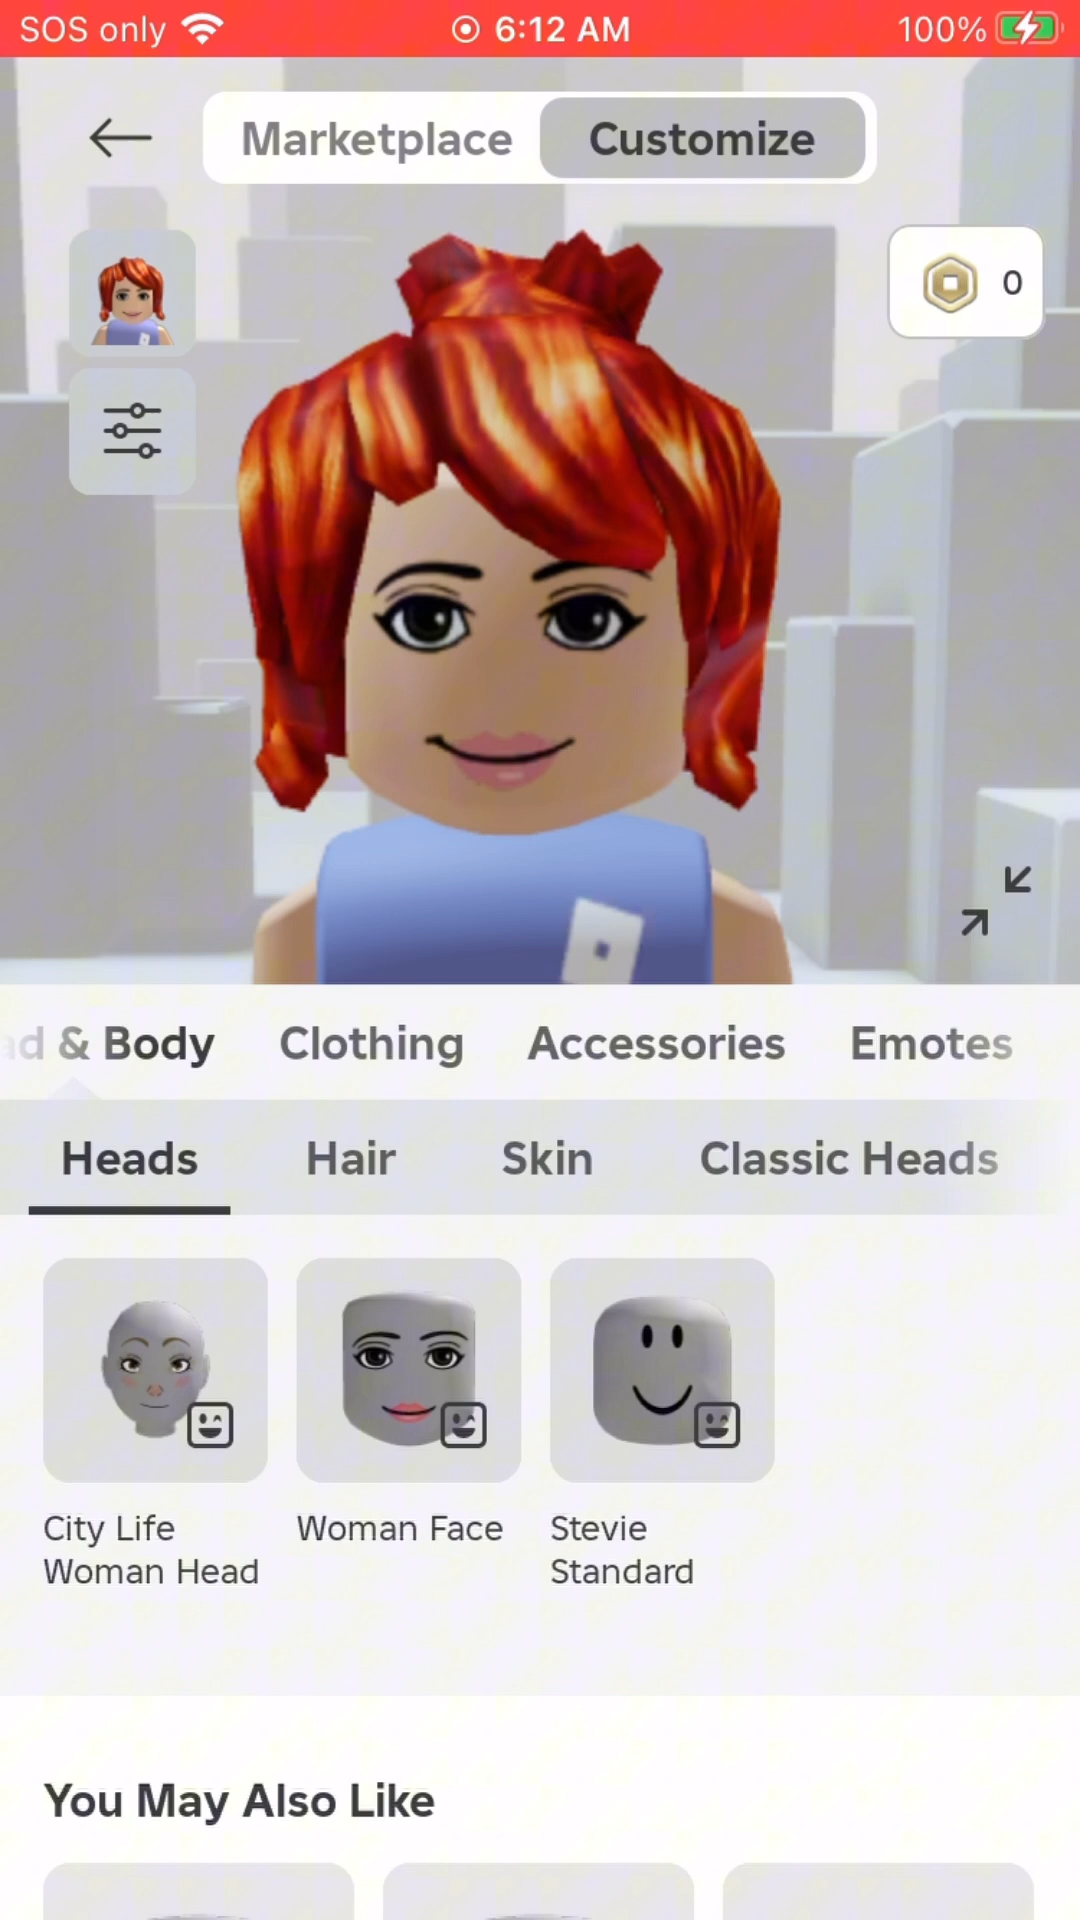 SOS only 6:12 AM 100%
Marketplace Customize
0
ad & Body Clothing Accessories Emotes
Heads Hair Skin Classic Heads
City Life
Woman Head
Woman Face
Stevie
Standard
You May Also Like